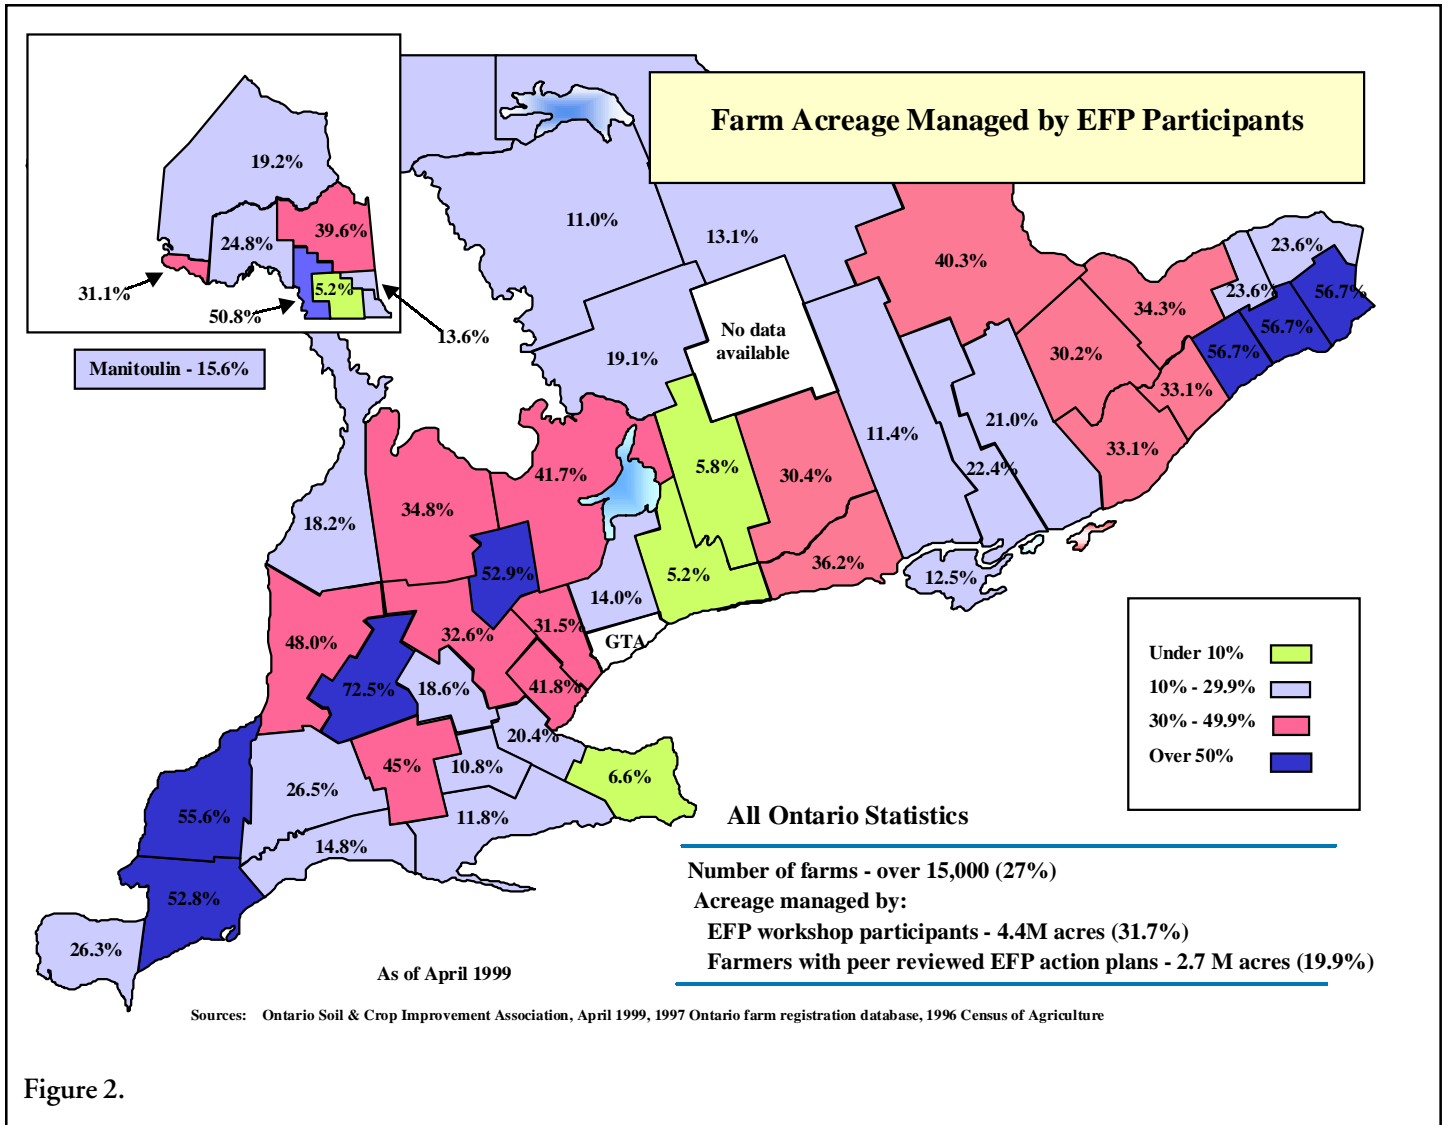 Farm Acreage Managed by EFP Participants
19.2%
39.6%
24.8%
5.2%
31.1%
50.8%
13.6%
Manitoulin - 15.6%
11.0%
13.1%
40.3%
23.6%
23.6%
56.7%
34.3%
56.7%
No data
available
19.1%
30.2%
56.7%
33.1%
21.0%
11.4%
33.1%
41.7%
5.8%
30.4%
22.4%
34.8%
18.2%
52.9%
5.2%
36.2%
12.5%
14.0%
48.0%
32.6%
31.5%
GTA
72.5%
18.6%
41.8%
20.4%
45%
10.8%
6.6%
26.5%
55.6%
11.8%
14.8%
52.8%
26.3%
Under 10%
10% - 29.9%
30% - 49.9%
Over 50%
All Ontario Statistics
Number of farms - over 15,000 (27%)
Acreage managed by:
EFP workshop participants - 4.4M acres (31.7%)
Farmers with peer reviewed EFP action plans - 2.7 M acres (19.9%)
As of April 1999
Sources: Ontario Soil & Crop Improvement Association, April 1999, 1997 Ontario farm registration database, 1996 Census of Agriculture
Figure 2.